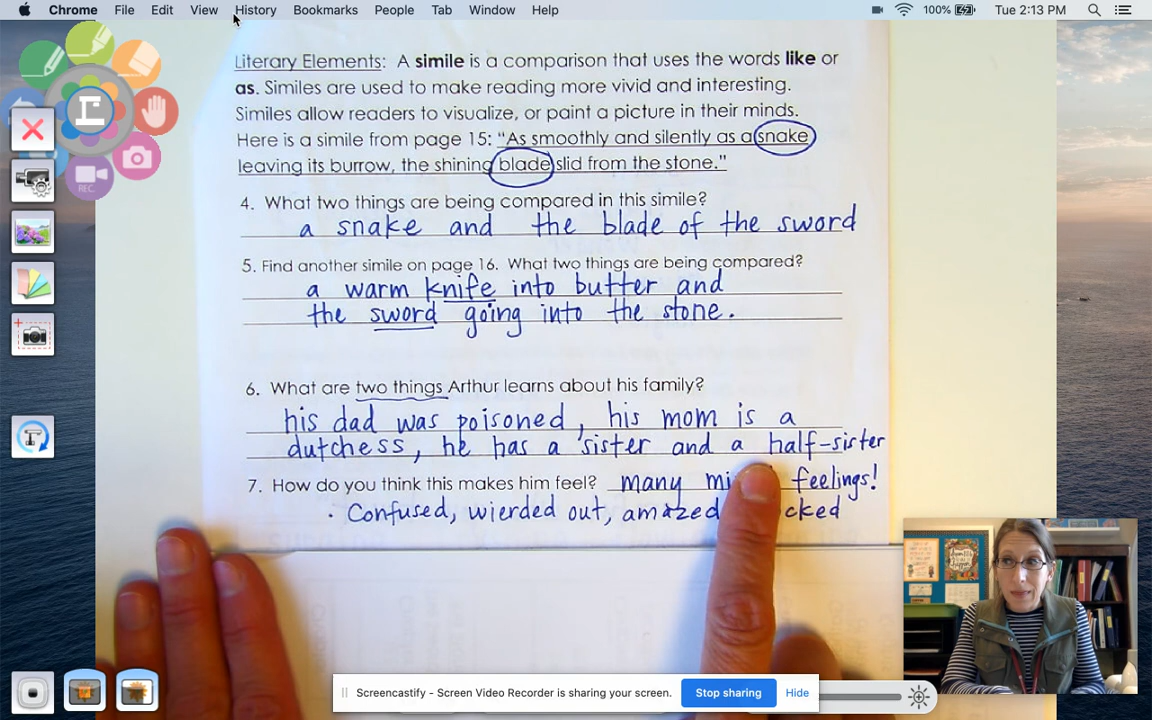 Chrome File Edit View History Bookmarks People Tab Window Help 100% Tue 2:13 PM
Literary Elements: A simile is a comparison that uses the words like or
as. Similes are used to make reading more vivid and interesting.
Similes allow readers to visualize, or paint a picture in their minds.
Here is a simile from page 15: "As smoothly and silently as a snake
leaving its burrow, the shining blade slid from the stone."
REC
4. What two things are being compared in this simile?
a snake and the blade of the sword
5. Find another simile on page 16. What two things are being compared?
a warm knife into butter and
the sword going into the stone.
6. What are two things Arthur learns about his family?
his dad was poisoned, his mom is a
dutchess, he has a sister and a half-sister
7. How do you think this makes him feel? many feelings!
Confused, wierded out, amazed
Screencastify - Screen Video Recorder is sharing your screen. Stop sharing Hide